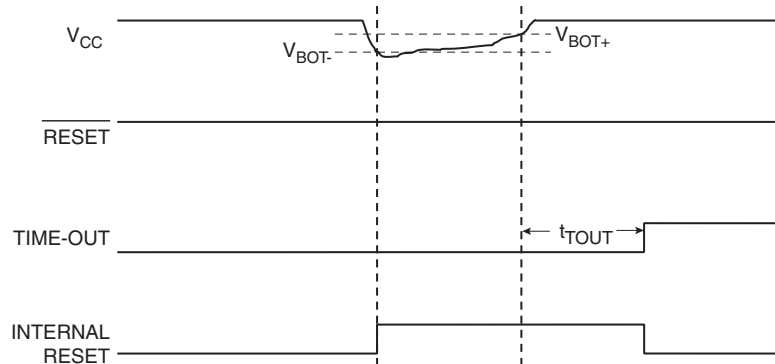 VCC
VBOT-
VBOT+
RESET
TIME-OUT
tTOUT
INTERNAL
RESET